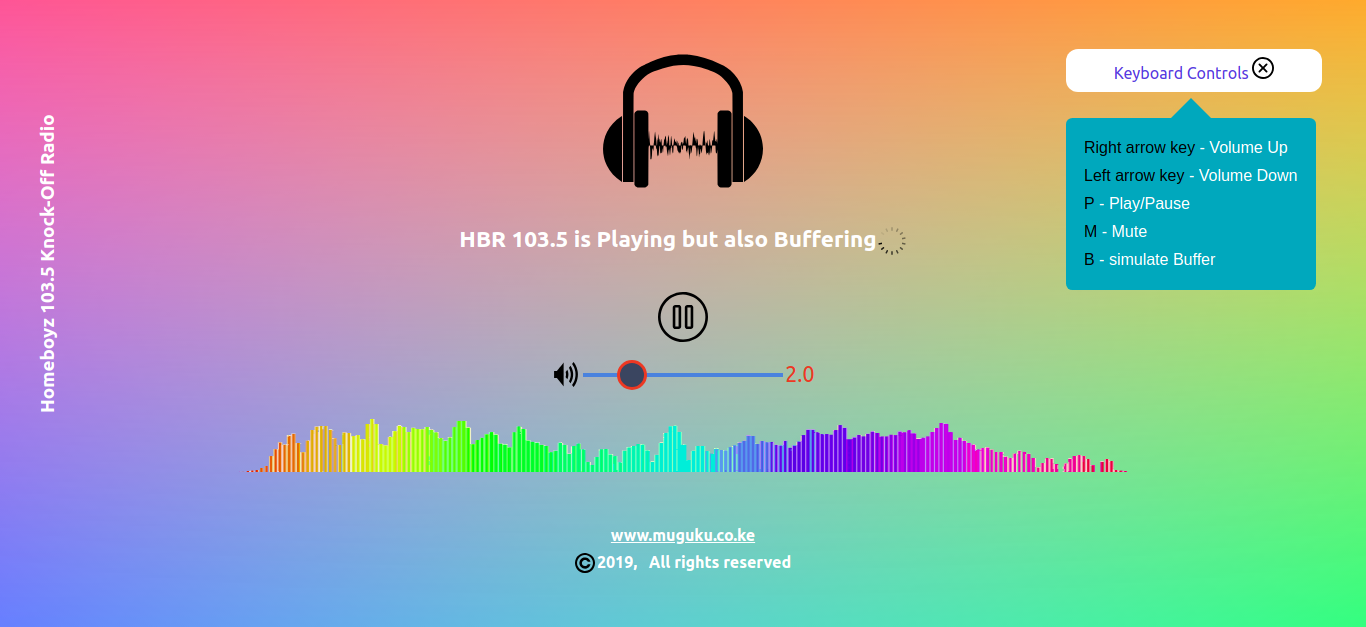 Homeboyz 103.5 Knock-Off Radio
Keyboard Controls
Right arrow key - Volume Up
Left arrow key - Volume Down
P - Play/Pause
M - Mute
B - simulate Buffer
HBR 103.5 is Playing but also Buffering
2.0
www.muguku.co.ke
© 2019, All rights reserved